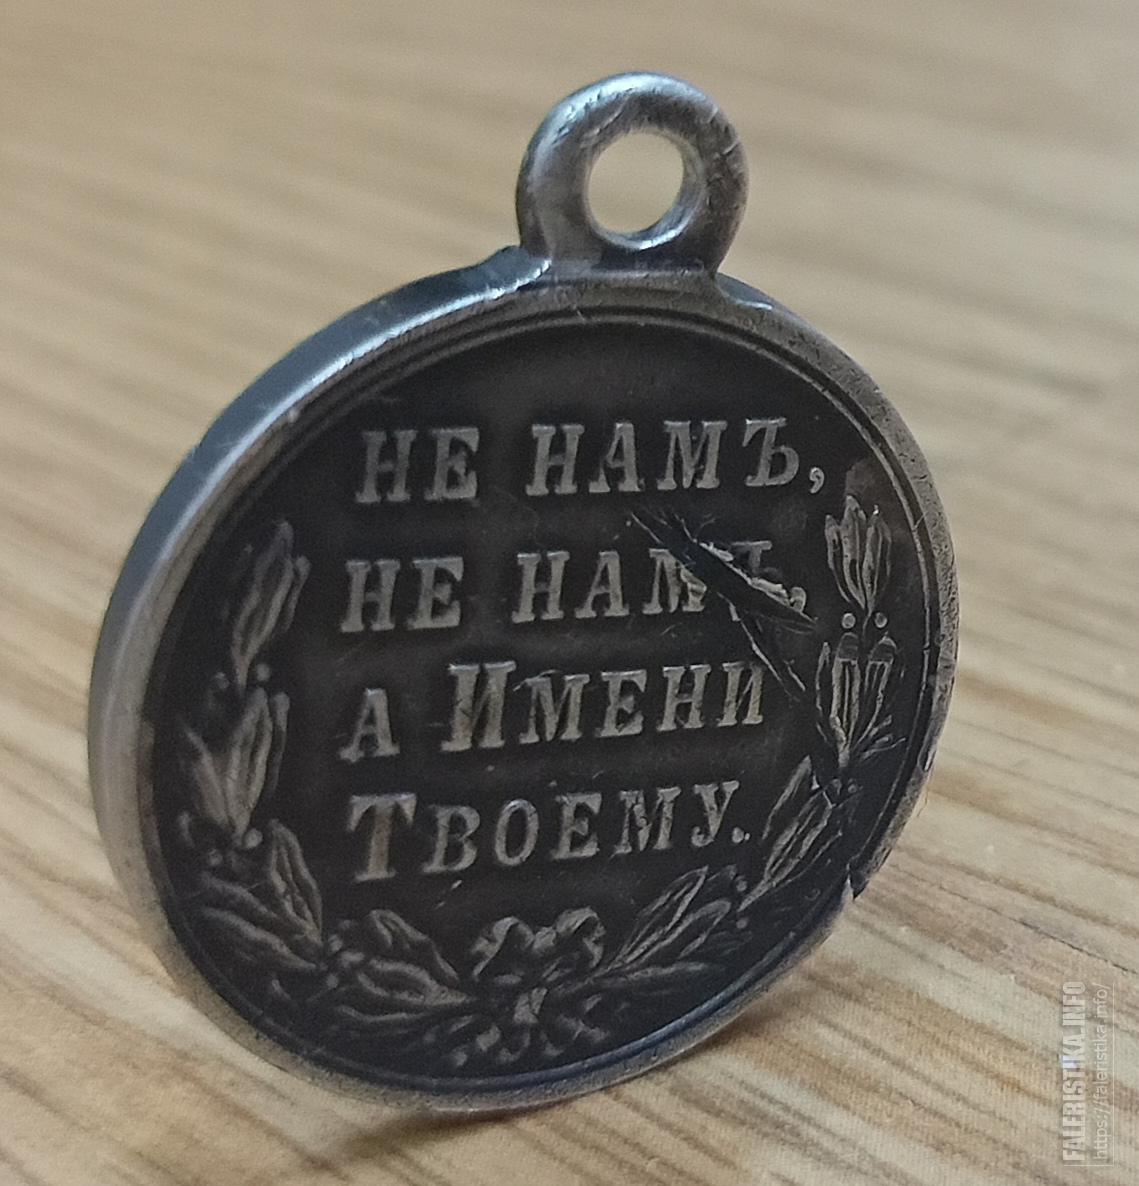 НЕ НАМЪ,
НЕ НАМЪ,
А ИМЕНИ
ТВОЕМУ.
FALERISTIKA.INFO
https://faleristika.info/